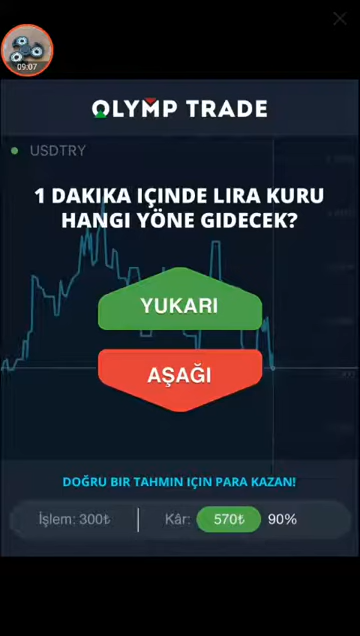 09:07
OLYMP TRADE
USDTRY
1 DAKIKA IÇINDE LIRA KURU
HANGI YÖNE GIDECEK?
YUKARI
AŞAĞI
DOĞRU BIR TAHMIN IÇIN PARA KAZAN!
İşlem: 300₺ Kâr: 570₺ 90%